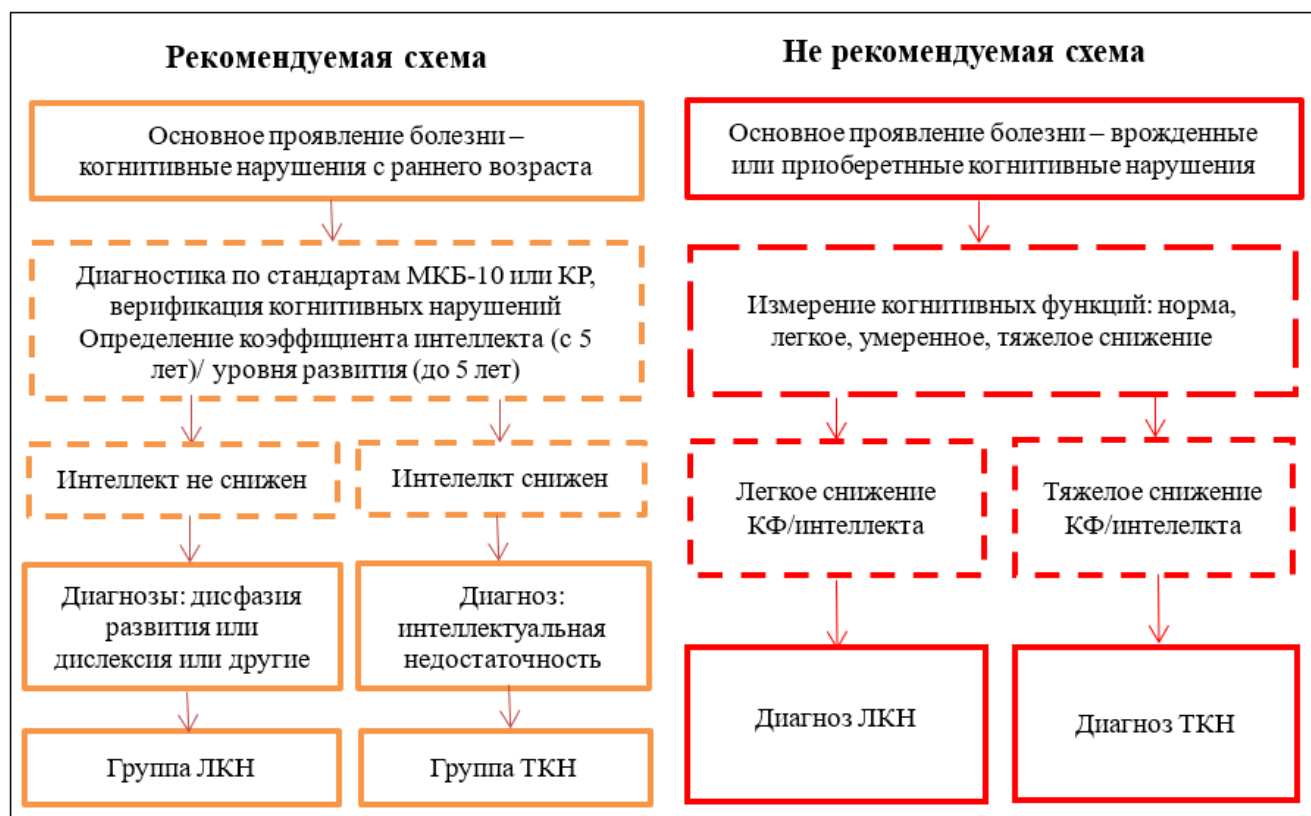 Рекомендуемая схема
Основное проявление болезни –
когнитивные нарушения с раннего возраста
Диагностика по стандартам МКБ-10 или КР,
верификация когнитивных нарушений
Определение коэффициента интеллекта (с 5
лет)/ уровня развития (до 5 лет)
Интеллект не снижен
Интелелкт снижен
Диагнозы: дисфазия
развития или
дислексия или другие
Диагноз:
интеллектуальная
недостаточность
Группа ЛКН
Группа ТКН
Не рекомендуемая схема
Основное проявление болезни – врожденные
или приоберетнные когнитивные нарушения
Измерение когнитивных функций: норма,
легкое, умеренное, тяжелое снижение
Легкое снижение
КФ/интеллекта
Тяжелое снижение
КФ/интелелкта
Диагноз ЛКН
Диагноз ТКН